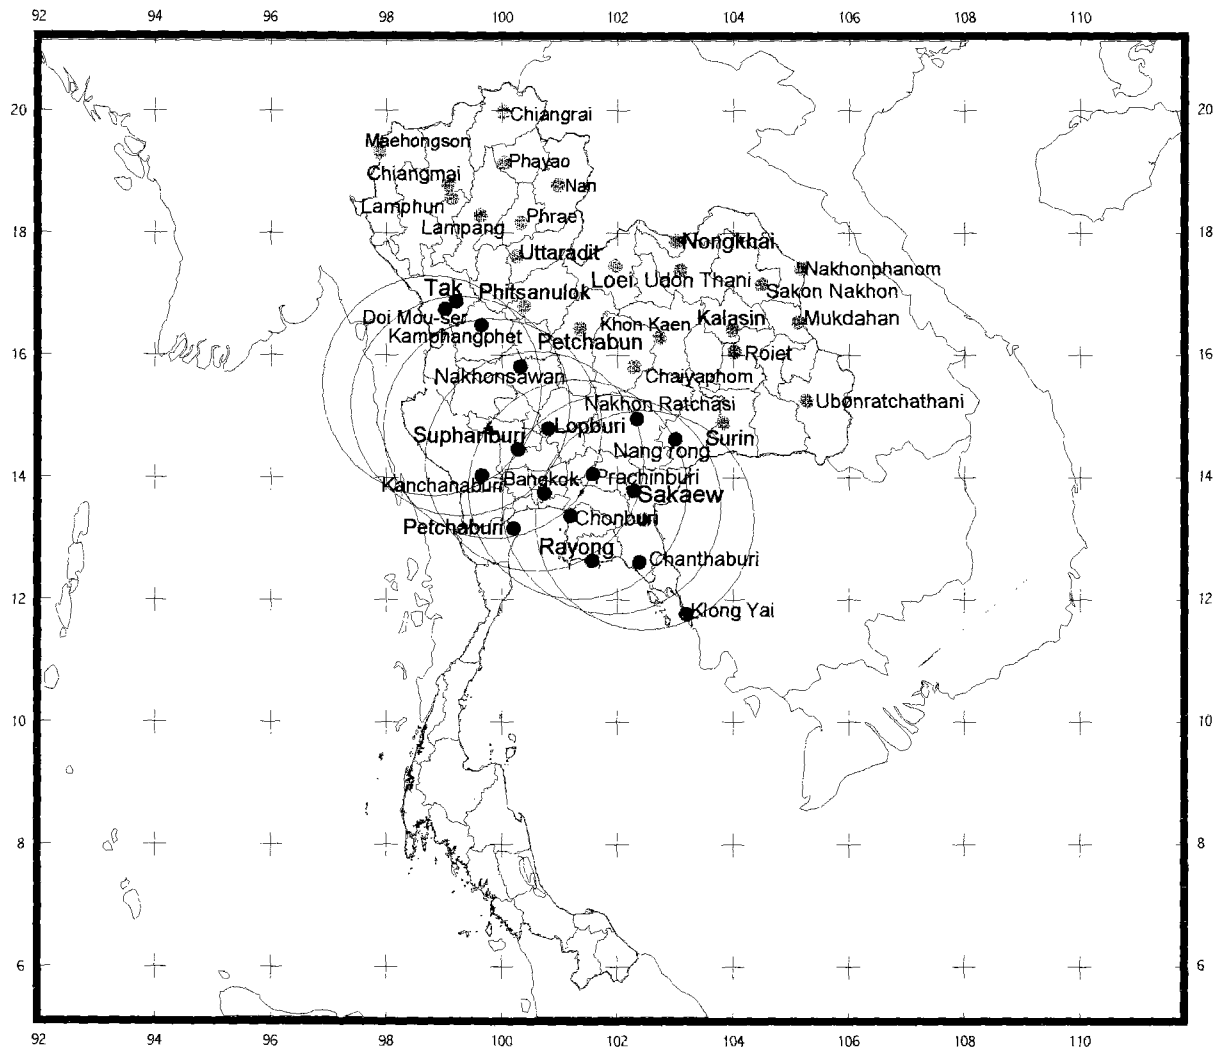 92 94 96 98 100 102 104 106 108 110
20 Chiangrai 20
Maehongson
Phayao
Chiangmai
Nan
Lamphun
Phrae
Lampang
18 Nongkhai 18
Uttaradit
Nakhonphanom
Loei Udon Thani
Tak Phitsanulok Sakon Nakhon
Doi Mou-ser Khon Kaen Kalasin Mukdahan
Kamphangphet
Petchabun
16 Roiet 16
Nakhonsawan Chaiyaphom
Nakhon Ratchasi Ubonratchathani
Lopburi
Suphanburi Surin
Nang rong
14 Kanchanaburi Bangkok Prachinburi 14
Sakaew
Petchaburi Chonburi
Rayong
Chanthaburi
12 Klong Yai 12
10 10
8 8
6 6
92 94 96 98 100 102 104 106 108 110